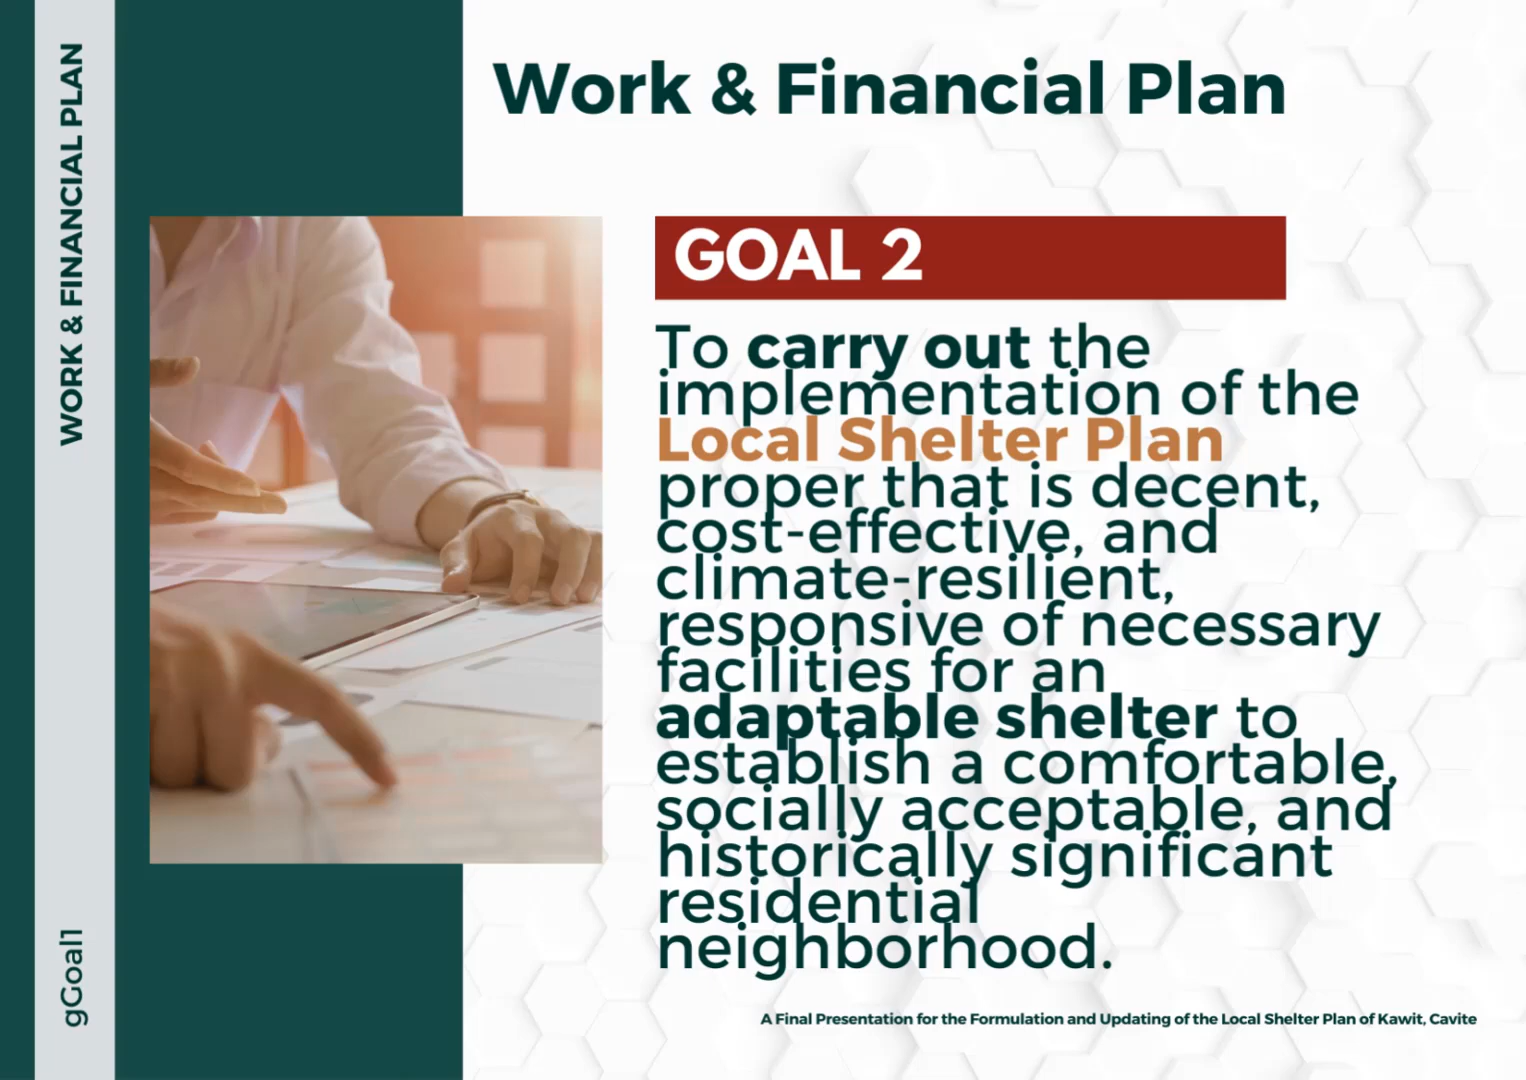 WORK & FINANCIAL PLAN
gGoal1
Work & Financial Plan
GOAL 2
To carry out the
implementation of the
Local Shelter Plan
proper that is decent,
cost-effective, and
climate-resilient,
responsive of necessary
facilities for an
adaptable shelter to
establish a comfortable,
socially acceptable, and
historically significant
residential
neighborhood.
A Final Presentation for the Formulation and Updating of the Local Shelter Plan of Kawit, Cavite